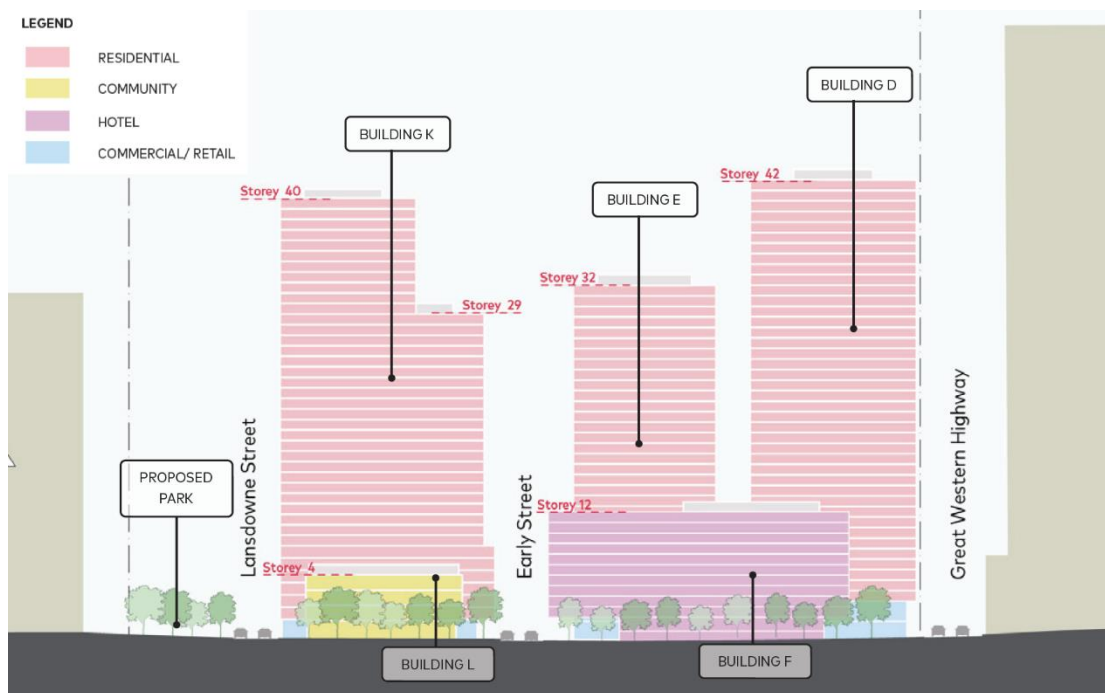 LEGEND
RESIDENTIAL
COMMUNITY
HOTEL
COMMERCIAL/ RETAIL
BUILDING K
BUILDING E
BUILDING D
Storey 40
Storey 29
Storey 32
Storey 42
PROPOSED
PARK
Lansdowne Street
Storey 4
Early Street
Storey 12
Great Western Highway
BUILDING L
BUILDING F